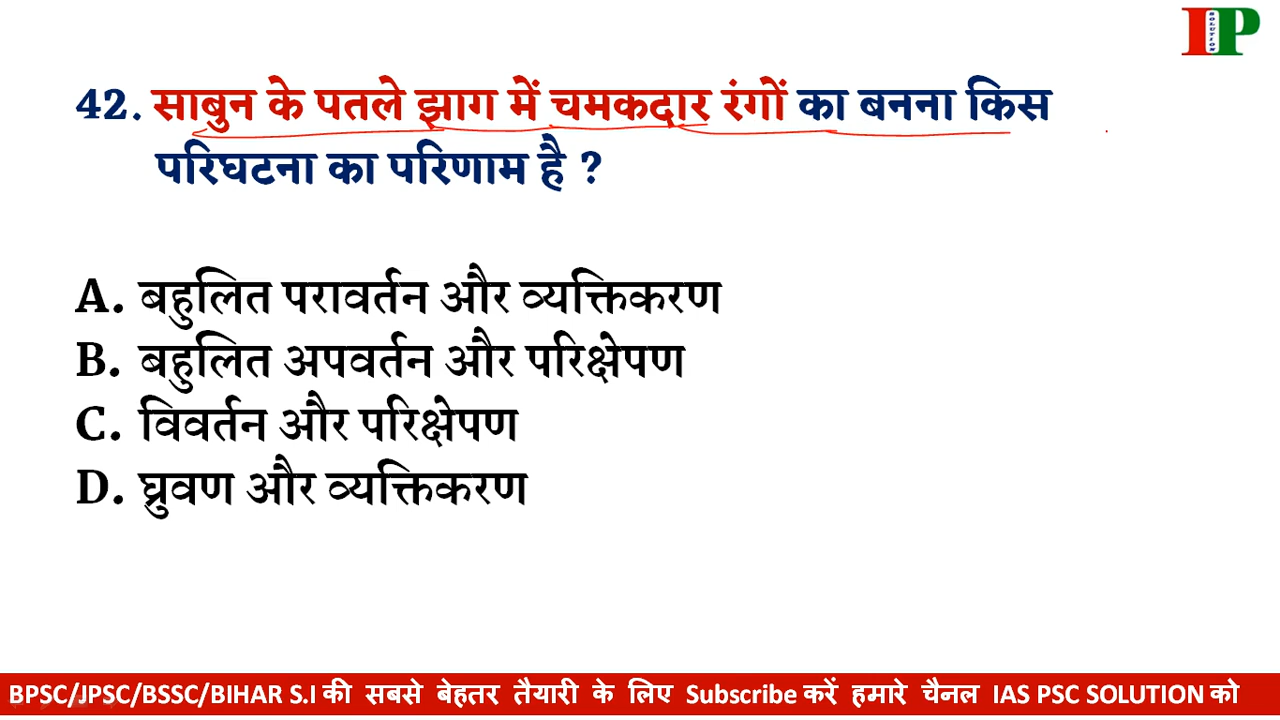 IP
SOLUTION
42. साबुन के पतले झाग में चमकदार रंगों का बनना किस
परिघटना का परिणाम है ?
A. बहुलित परावर्तन और व्यक्तिकरण
B. बहुलित अपवर्तन और परिक्षेपण
C. विवर्तन और परिक्षेपण
D. घ्रुवण और व्यक्तिकरण
BPSC/JPSC/BSSC/BIHAR S.I की सबसे बेहतर तैयारी के लिए Subscribe करें हमारे चैनल IAS PSC SOLUTION को